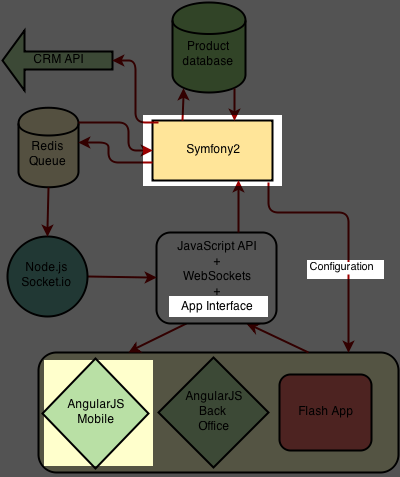 Product
database
CRM API
Redis
Queue
Symfony2
JavaScript API
+
WebSockets
+
App Interface
Node.js
Socket.io
Configuration
AngularJS
Mobile
AngularJS
Back
Office
Flash App